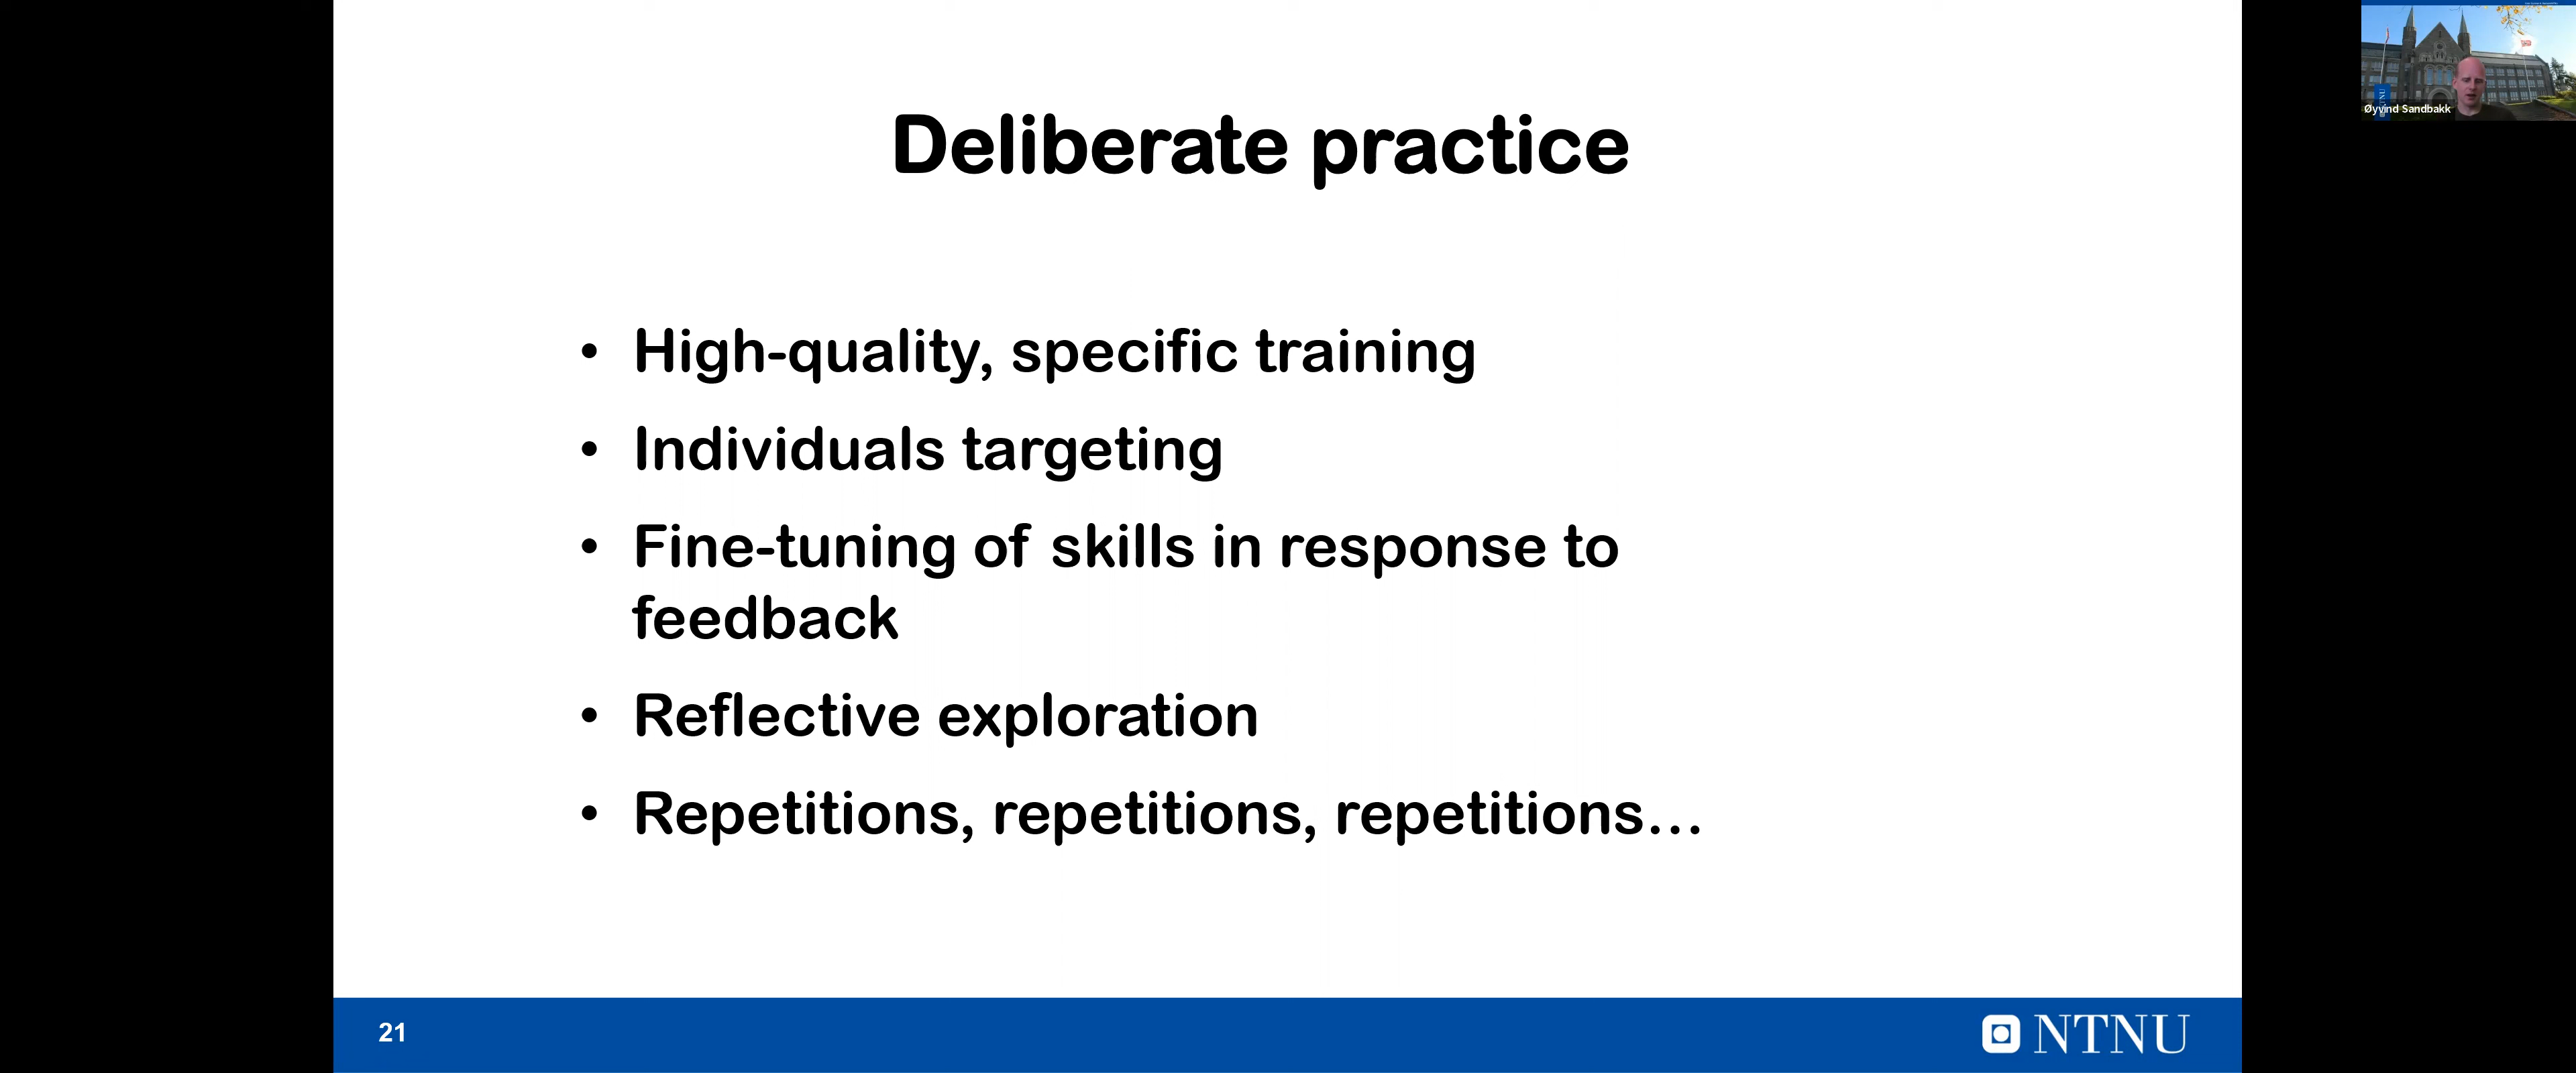 Deliberate practice
• High-quality, specific training
• Individuals targeting
• Fine-tuning of skills in response to
feedback
• Reflective exploration
• Repetitions, repetitions, repetitions…
21
NTNU
Øyvind Sandbakk
NTNU